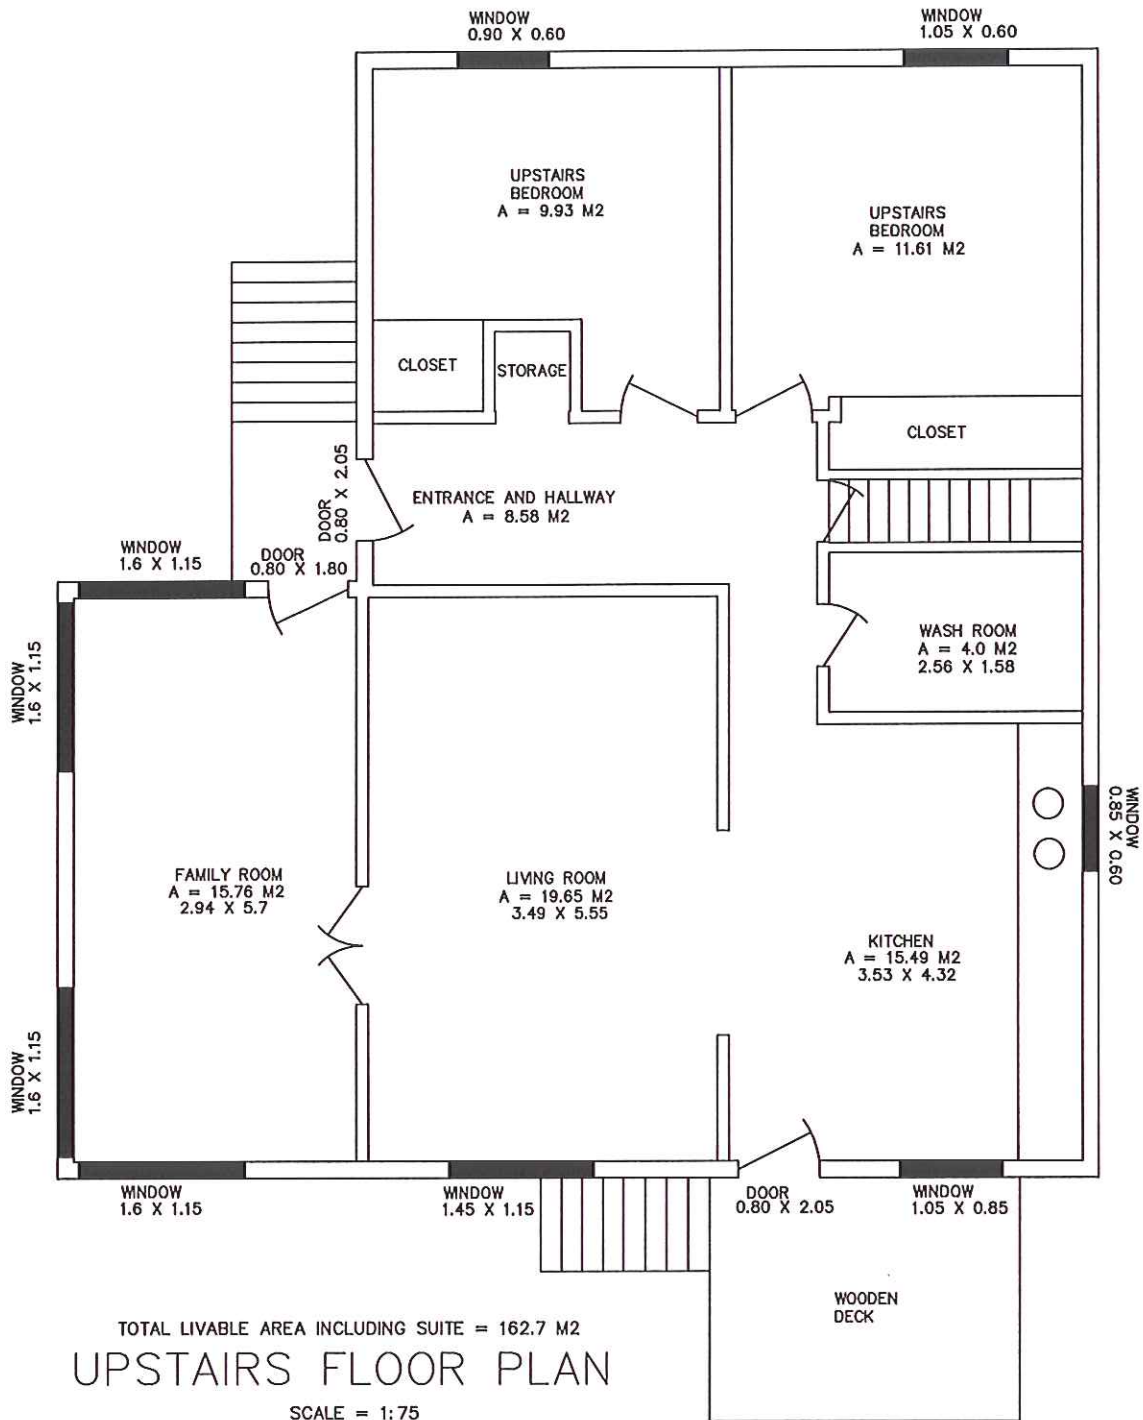 WINDOW
0.90 X 0.60
WINDOW
1.05 X 0.60
UPSTAIRS
BEDROOM
A = 9.93 M2
UPSTAIRS
BEDROOM
A = 11.61 M2
CLOSET
STORAGE
CLOSET
DOOR
0.80 X 2.05
ENTRANCE AND HALLWAY
A = 8.58 M2
WINDOW
1.6 X 1.15
DOOR
0.80 X 1.80
WINDOW
1.6 X 1.15
WASH ROOM
A = 4.0 M2
2.56 X 1.58
WINDOW
0.85 X 0.60
FAMILY ROOM
A = 15.76 M2
2.94 X 5.7
LIVING ROOM
A = 19.65 M2
3.49 X 5.55
KITCHEN
A = 15.49 M2
3.53 X 4.32
WINDOW
1.6 X 1.15
WINDOW
1.6 X 1.15
WINDOW
1.45 X 1.15
DOOR
0.80 X 2.05
WINDOW
1.05 X 0.85
WOODEN
DECK
TOTAL LIVABLE AREA INCLUDING SUITE = 162.7 M2
UPSTAIRS FLOOR PLAN
SCALE = 1:75